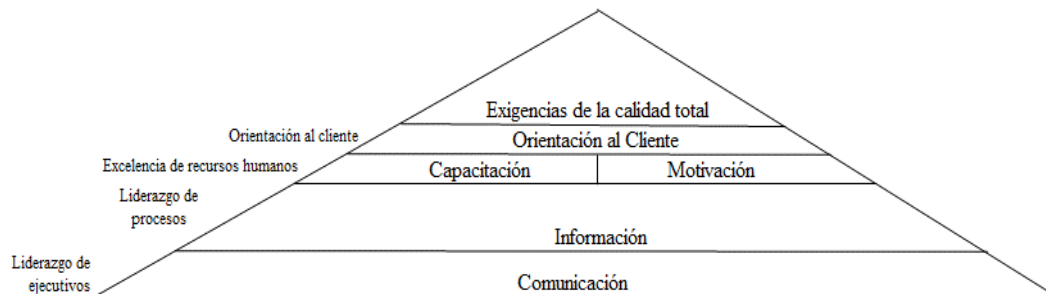 Exigencias de la calidad total
Orientación al cliente
Orientación al Cliente
Excelencia de recursos humanos
Capacitación
Motivación
Liderazgo de
procesos
Información
Liderazgo de
ejecutivos
Comunicación